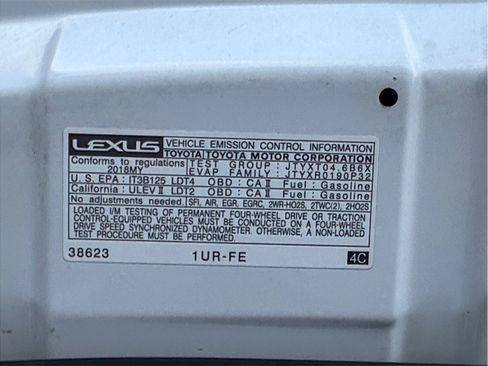 LEXUS VEHICLE EMISSION CONTROL INFORMATION
TOYOTA/TOYOTA MOTOR CORPORATION
Conforms to regulations TEST GROUP : JTYXT04.6B6X
2016MY EVAP FAMILY : JTYXR0190P32
U.S. EPA : IT3B125 LDT4 OBD : CA II Fuel : Gasoline
California : ULEV II LDT2 OBD : CA II Fuel : Gasoline
No adjustments needed. SFI, AIR, EGR, EGRC, 2WR-HO2S, 2TWC(2), 2HO2S
LOADED I/M TESTING OF PERMANENT FOUR-WHEEL DRIVE OR TRACTION
CONTROL-EQUIPPED VEHICLES MUST BE CONDUCTED ON A FOUR-WHEEL
DRIVE SPEED SYNCHRONIZED DYNAMOMETER. OTHERWISE, A NON-LOADED
TEST PROCEDURE MUST BE PERFORMED.
38623 1UR-FE 4C